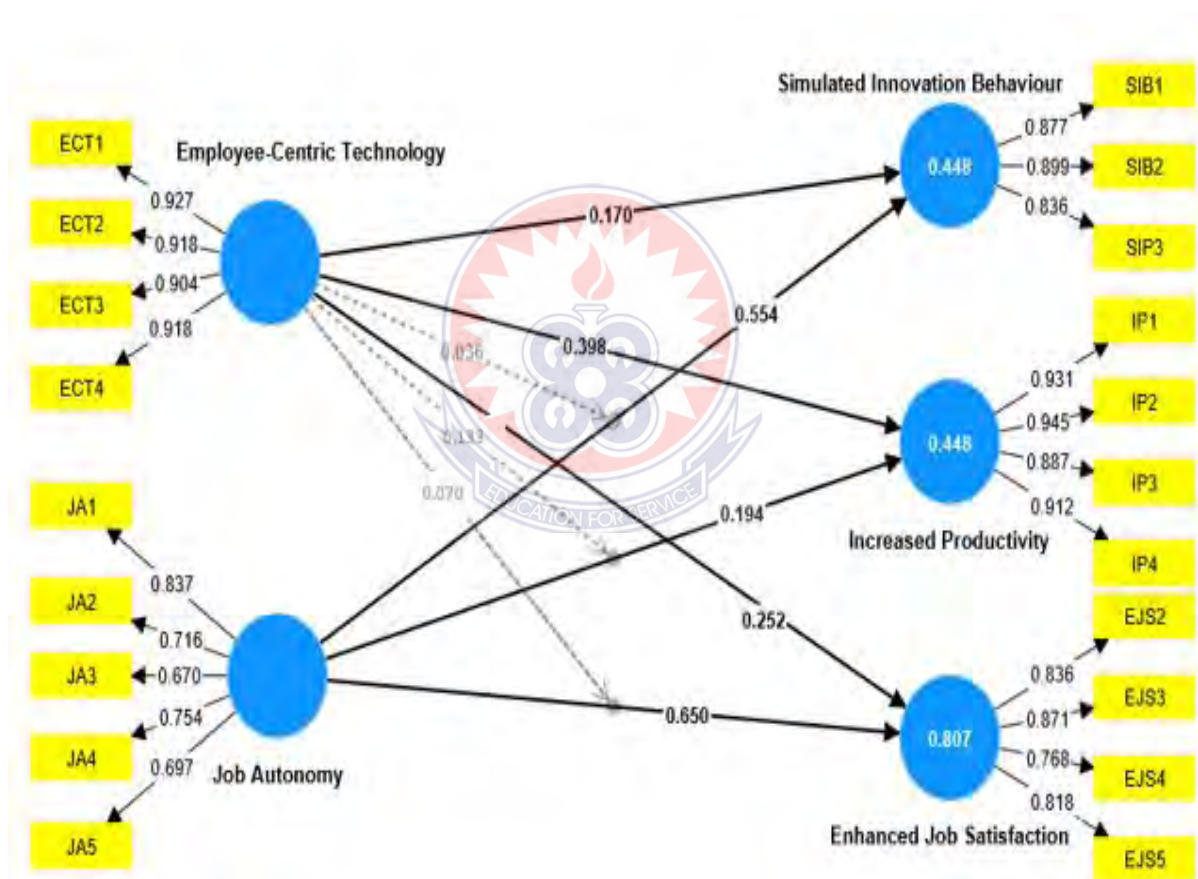 Simulated Innovation Behaviour
SIB1
0.877
ECT1
Employee-Centric Technology
0.927
0.448
0.899
SIB2
ECT2
0.918
0.170
0.836
SIP3
ECT3
0.904
0.918
ECT4
0.554
0.398
0.036
IP1
0.931
IP2
0.945
0.448
0.133
0.887
IP3
0.070
EDUCATION FOR SERVICE
0.912
0.194
Increased Productivity
IP4
JA1
0.837
JA2
0.716
0.252
EJS2
0.836
JA3
0.670
0.871
EJS3
0.754
0.650
0.807
0.768
JA4
0.697
Job Autonomy
EJS4
0.818
Enhanced Job Satisfaction
JA5
EJS5